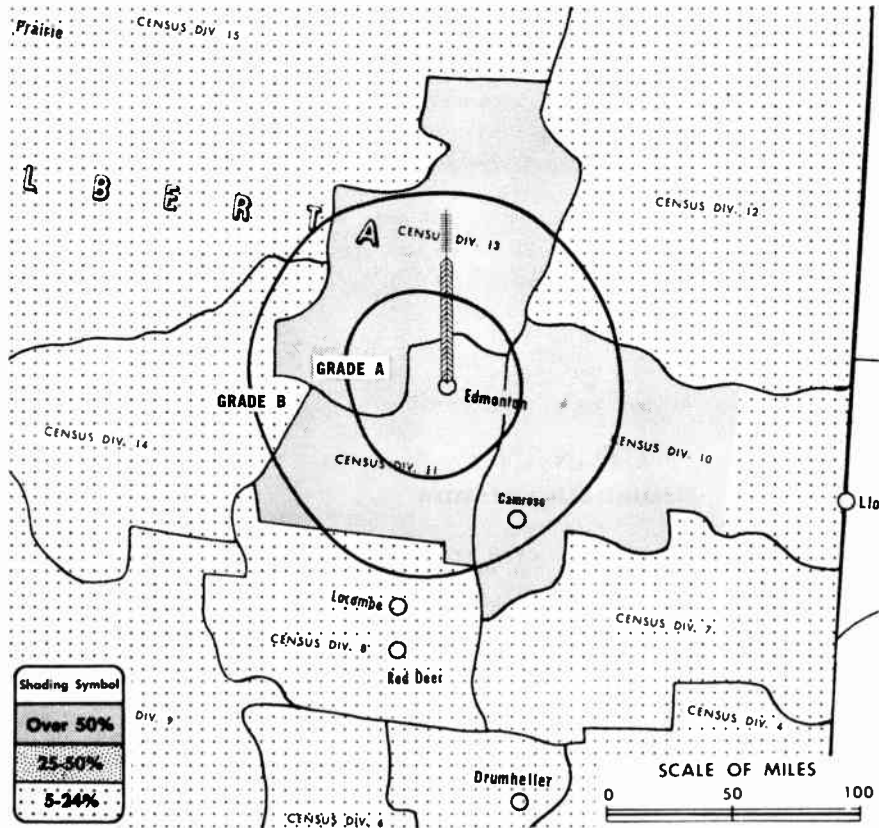 Prairie
CENSUS DIV 15
L B E R T A
CENSUS DIV. 12
CENSU DIV. 13
GRADE A
GRADE B
Edmonton
CENSUS DIV. 14
CENSUS DIV. 11
CENSUS DIV. 10
Camrose
Llo
Lacombe
CENSUS DIV. 8
Red Deer
CENSUS DIV. 7
Shading Symbol
Over 50%
25-50%
5-24%
DIV. 9
CENSUS DIV. 4
Drumheller
CENSUS DIV. 6
SCALE OF MILES
0 50 100